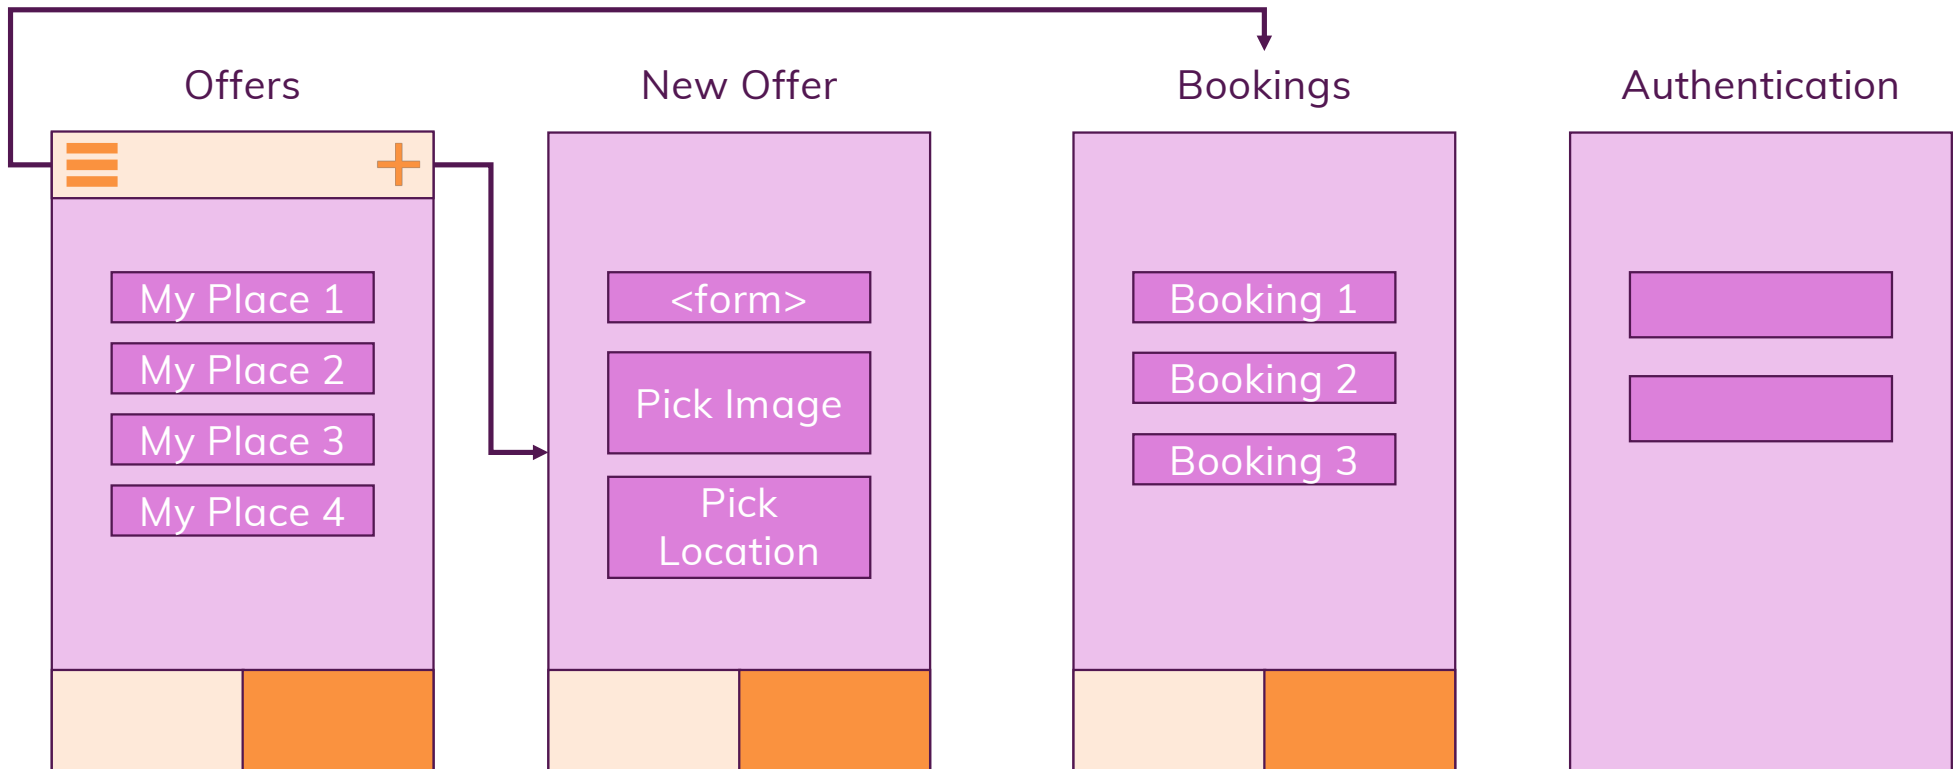 Offers
New Offer
Bookings
Authentication
My Place 1
My Place 2
My Place 3
My Place 4
<form>
Pick Image
Pick
Location
Booking 1
Booking 2
Booking 3